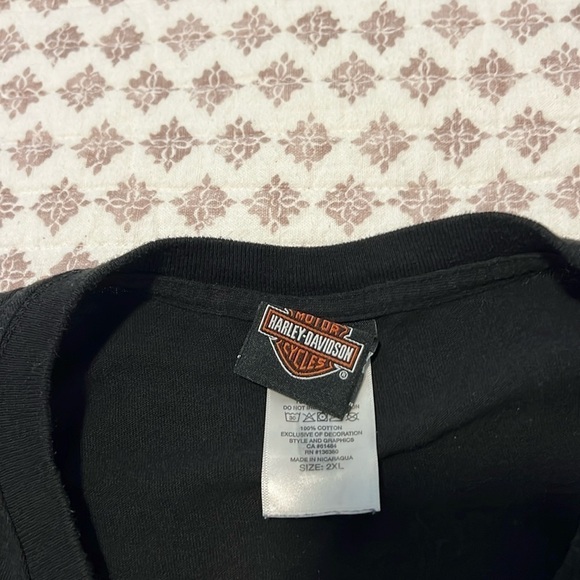 MOTOR
HARLEY-DAVIDSON
CYCLES
®
DO NOT
100% COTTON
EXCLUSIVE OF DECORATION
STYLE AND GRAPHICS
CA #61484
RN #136360
MADE IN NICARAGUA
SIZE: 2XL